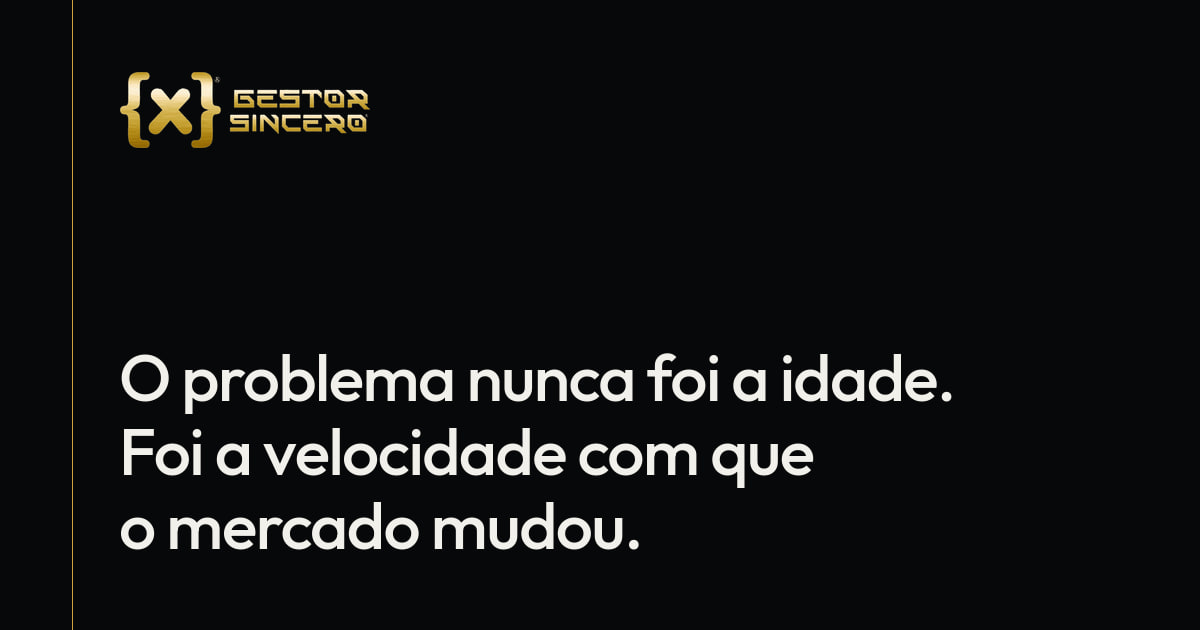 GESTOR
SINCERO
O problema nunca foi a idade.
Foi a velocidade com que
o mercado mudou.